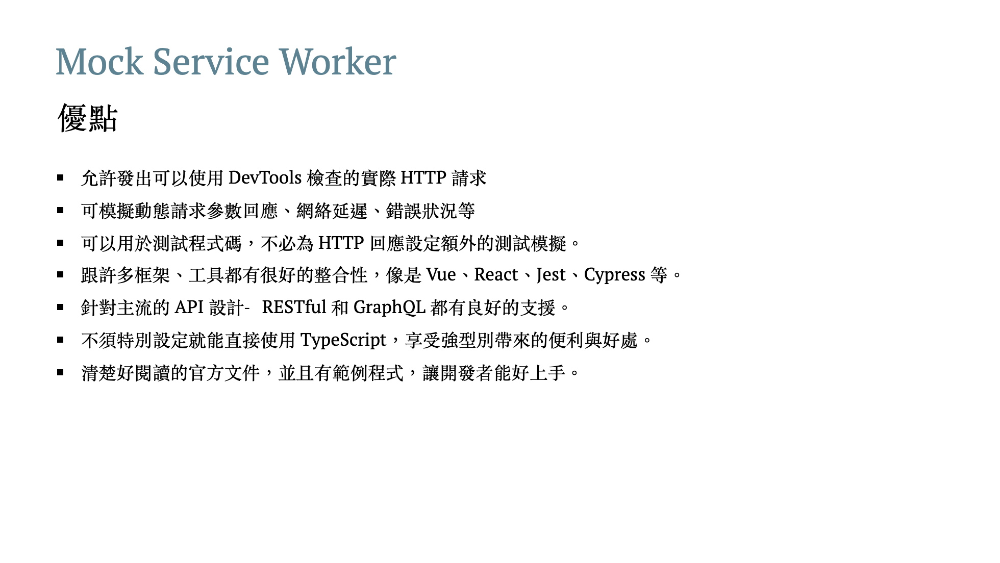 Mock Service Worker
優點
▪ 允許發出可以使用 DevTools 檢查的實際 HTTP 請求
▪ 可模擬動態請求參數回應、網絡延遲、錯誤狀況等
▪ 可以用於測試程式碼，不必為 HTTP 回應設定額外的測試模擬。
▪ 跟許多框架、工具都有很好的整合性，像是 Vue、React、Jest、Cypress 等。
▪ 針對主流的 API 設計- RESTful 和 GraphQL 都有良好的支援。
▪ 不須特別設定就能直接使用 TypeScript，享受強型別帶來的便利與好處。
▪ 清楚好閱讀的官方文件，並且有範例程式，讓開發者能好上手。